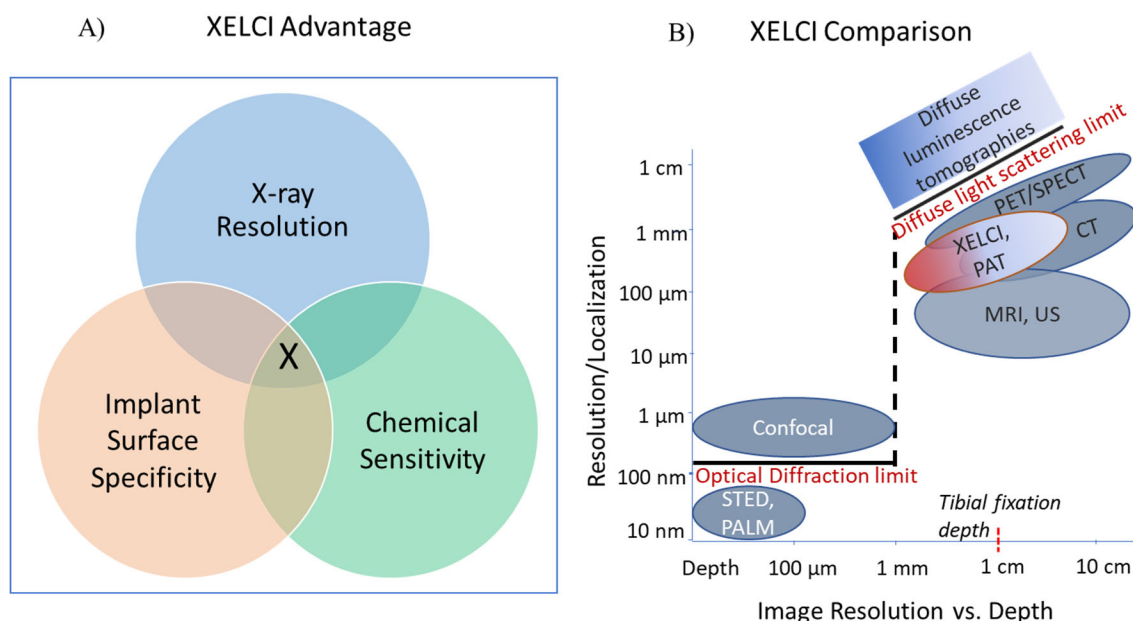 A)
XELCI Advantage
X-ray
Resolution
X
Implant
Surface
Specificity
Chemical
Sensitivity
B)
XELCI Comparison
Diffuse
luminescence
tomographies
Diffuse light scattering limit
PET/SPECT
CT
XELCI,
PAT
MRI, US
Confocal
Optical Diffraction limit
STED,
PALM
Tibial fixation
depth
Resolution/Localization
1 cm
1 mm
100 µm
10 µm
1 µm
100 nm
10 nm
Depth
100 µm
1 mm
1 cm
10 cm
Image Resolution vs. Depth